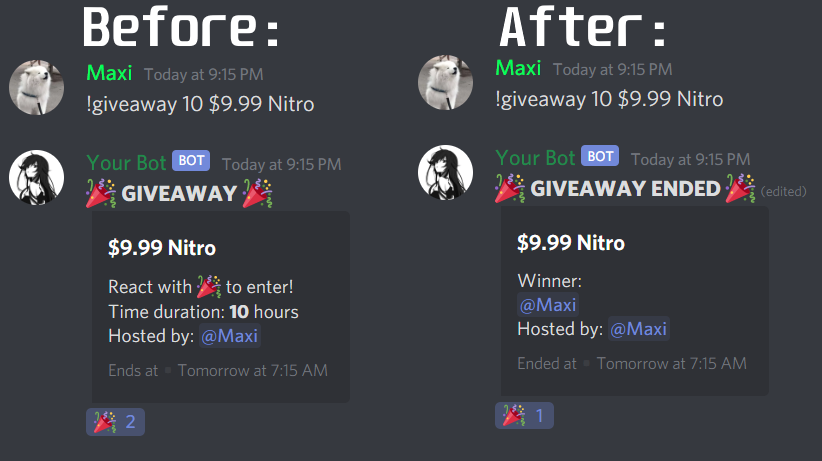 Before:
Maxi Today at 9:15 PM
!giveaway 10 $9.99 Nitro
Your Bot BOT Today at 9:15 PM
🎉 GIVEAWAY 🎉
$9.99 Nitro
React with 🎉 to enter!
Time duration: 10 hours
Hosted by: @Maxi
Ends at • Tomorrow at 7:15 AM
🎉 2
After:
Maxi Today at 9:15 PM
!giveaway 10 $9.99 Nitro
Your Bot BOT Today at 9:15 PM
🎉 GIVEAWAY ENDED 🎉 (edited)
$9.99 Nitro
Winner:
@Maxi
Hosted by: @Maxi
Ended at • Tomorrow at 7:15 AM
🎉 1